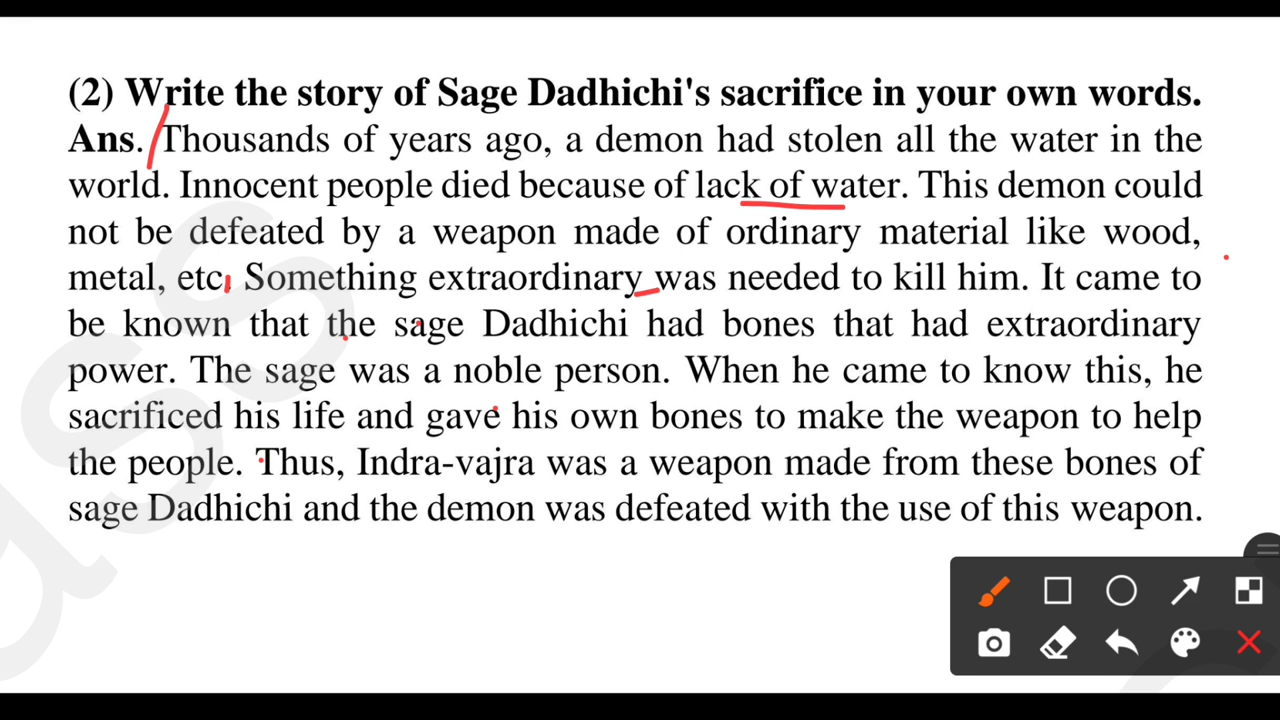 (2) Write the story of Sage Dadhichi's sacrifice in your own words.
Ans. Thousands of years ago, a demon had stolen all the water in the
world. Innocent people died because of lack of water. This demon could
not be defeated by a weapon made of ordinary material like wood,
metal, etc. Something extraordinary was needed to kill him. It came to
be known that the sage Dadhichi had bones that had extraordinary
power. The sage was a noble person. When he came to know this, he
sacrificed his life and gave his own bones to make the weapon to help
the people. Thus, Indra-vajra was a weapon made from these bones of
sage Dadhichi and the demon was defeated with the use of this weapon.